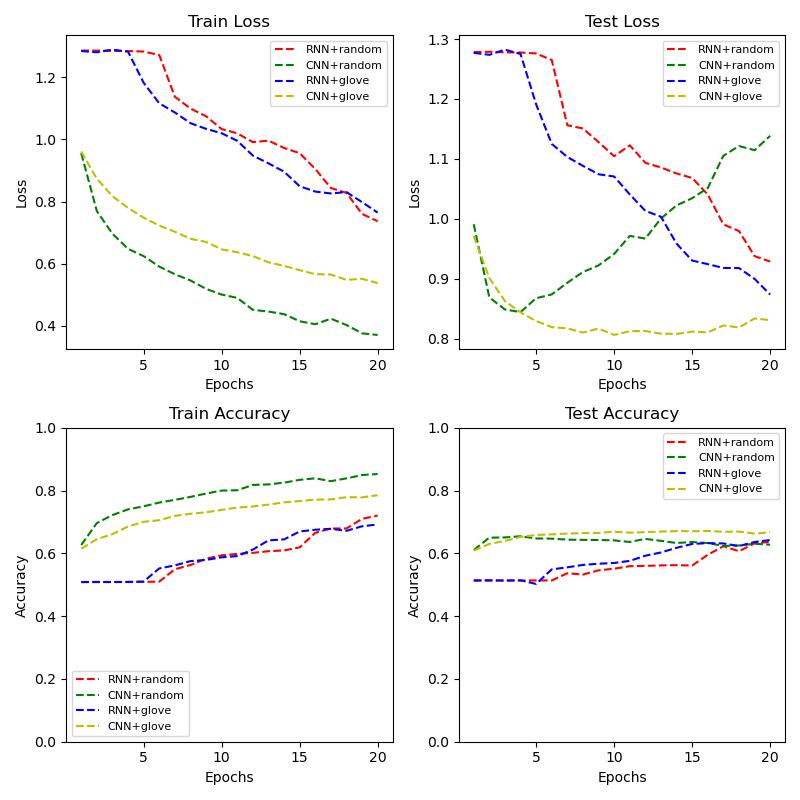 Train Loss
Loss
1.2
1.0
0.8
0.6
0.4
RNN+random
CNN+random
RNN+glove
CNN+glove
5
10
15
20
Epochs
Test Loss
Loss
1.3
1.2
1.1
1.0
0.9
0.8
RNN+random
CNN+random
RNN+glove
CNN+glove
5
10
15
20
Epochs
Train Accuracy
Accuracy
1.0
0.8
0.6
0.4
0.2
0.0
RNN+random
CNN+random
RNN+glove
CNN+glove
5
10
15
20
Epochs
Test Accuracy
Accuracy
1.0
0.8
0.6
0.4
0.2
0.0
RNN+random
CNN+random
RNN+glove
CNN+glove
5
10
15
20
Epochs